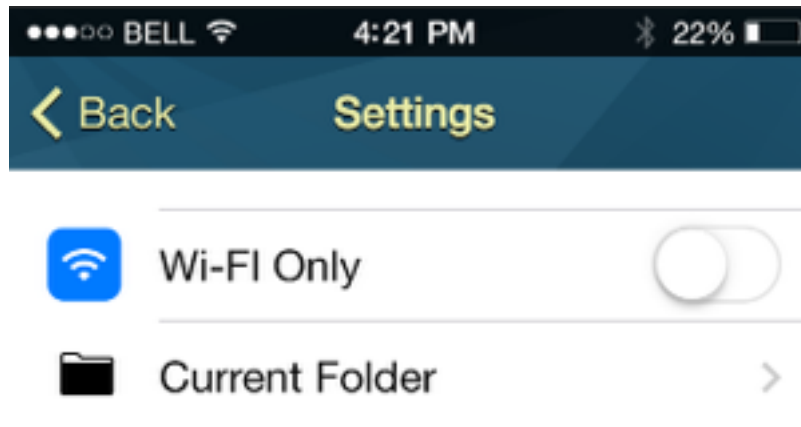 BELL 4:21 PM 22%
Back Settings
Wi-FI Only
Current Folder